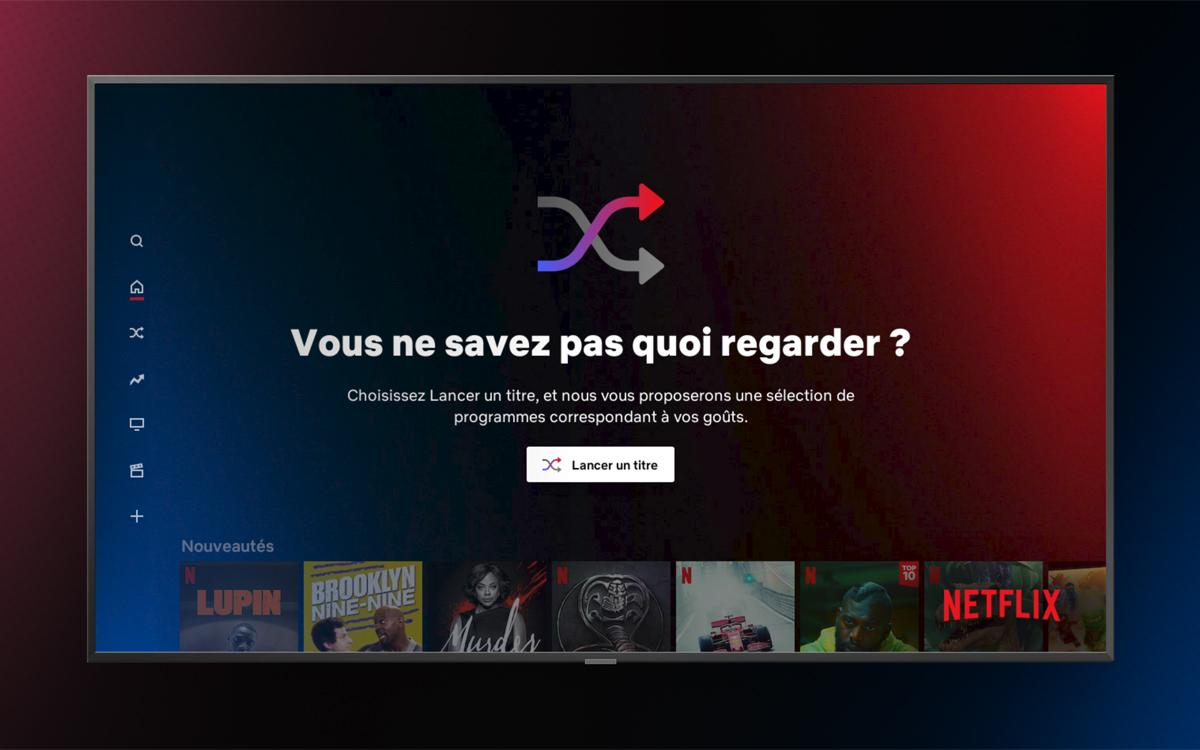 Vous ne savez pas quoi regarder ?
Choisissez Lancer un titre, et nous vous proposerons une sélection de
programmes correspondant à vos goûts.
Lancer un titre
Nouveautés
N
LUPIN
BROOKLYN
NINE-NINE
Murder
N
N
N
TOP
10
N
NETFLIX